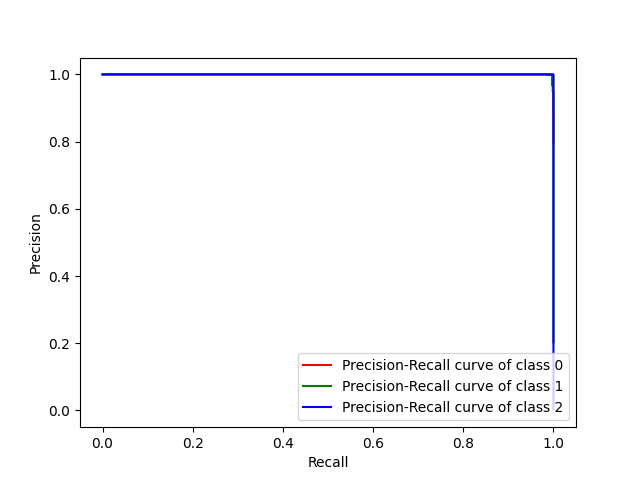 1.0
0.8
0.6
0.4
0.2
0.0
Precision
Precision-Recall curve of class 0
Precision-Recall curve of class 1
Precision-Recall curve of class 2
0.0 0.2 0.4 0.6 0.8 1.0
Recall